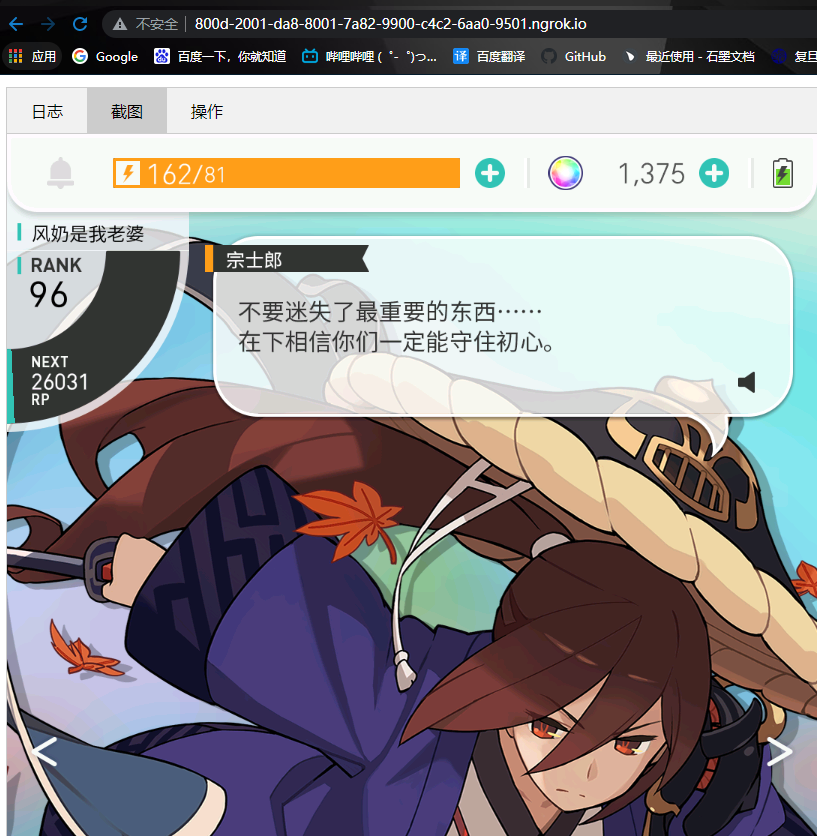 不安全 800d-2001-da8-8001-7a82-9900-c4c2-6aa0-9501.ngrok.io
应用 Google 百度一下，你就知道 哔哩哔哩 (゜-゜)つ... 百度翻译 GitHub 最近使用 - 石墨文档 复旦
日志 截图 操作
162/81 1,375
风奶是我老婆
RANK
96
NEXT
26031
RP
宗士郎
不要迷失了最重要的东西……
在下相信你们一定能守住初心。